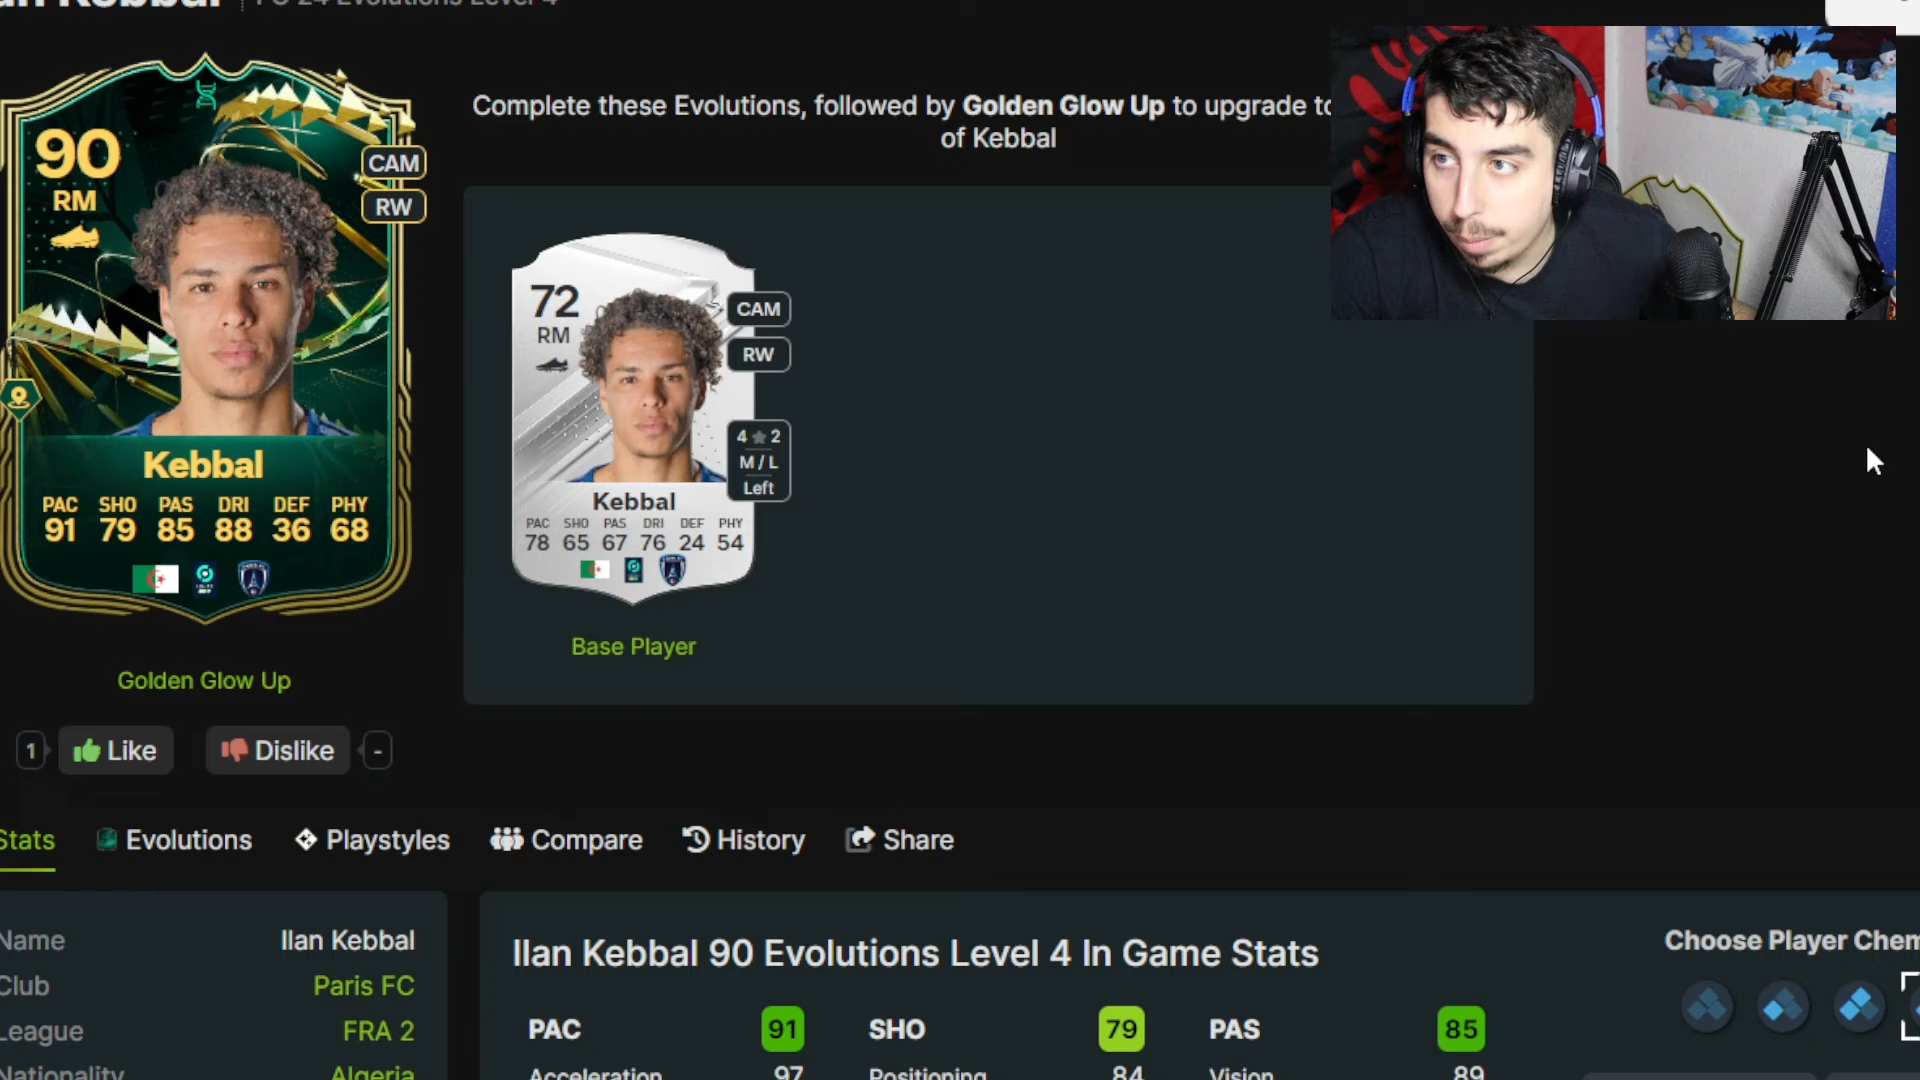 Complete these Evolutions, followed by Golden Glow Up to upgrade to
of Kebbal
90
RM
CAM
RW
Kebbal
PAC SHO PAS DRI DEF PHY
91 79 85 88 36 68
Golden Glow Up
72
RM
CAM
RW
4 ★ 2
M / L
Left
Kebbal
PAC SHO PAS DRI DEF PHY
78 65 67 76 24 54
Base Player
1 Like Dislike -
Stats Evolutions Playstyles Compare History Share
Name Ilan Kebbal
Club Paris FC
League FRA 2
Nationality Algeria
Ilan Kebbal 90 Evolutions Level 4 In Game Stats
Choose Player Chem
PAC 91 SHO 79 PAS 85
Acceleration 97 Positioning 84 Vision 89